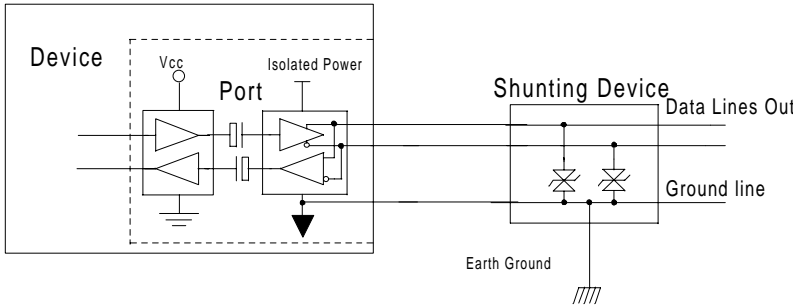 Device
Vcc
Isolated Power
Port
Shunting Device
Data Lines Out
Ground line
Earth Ground